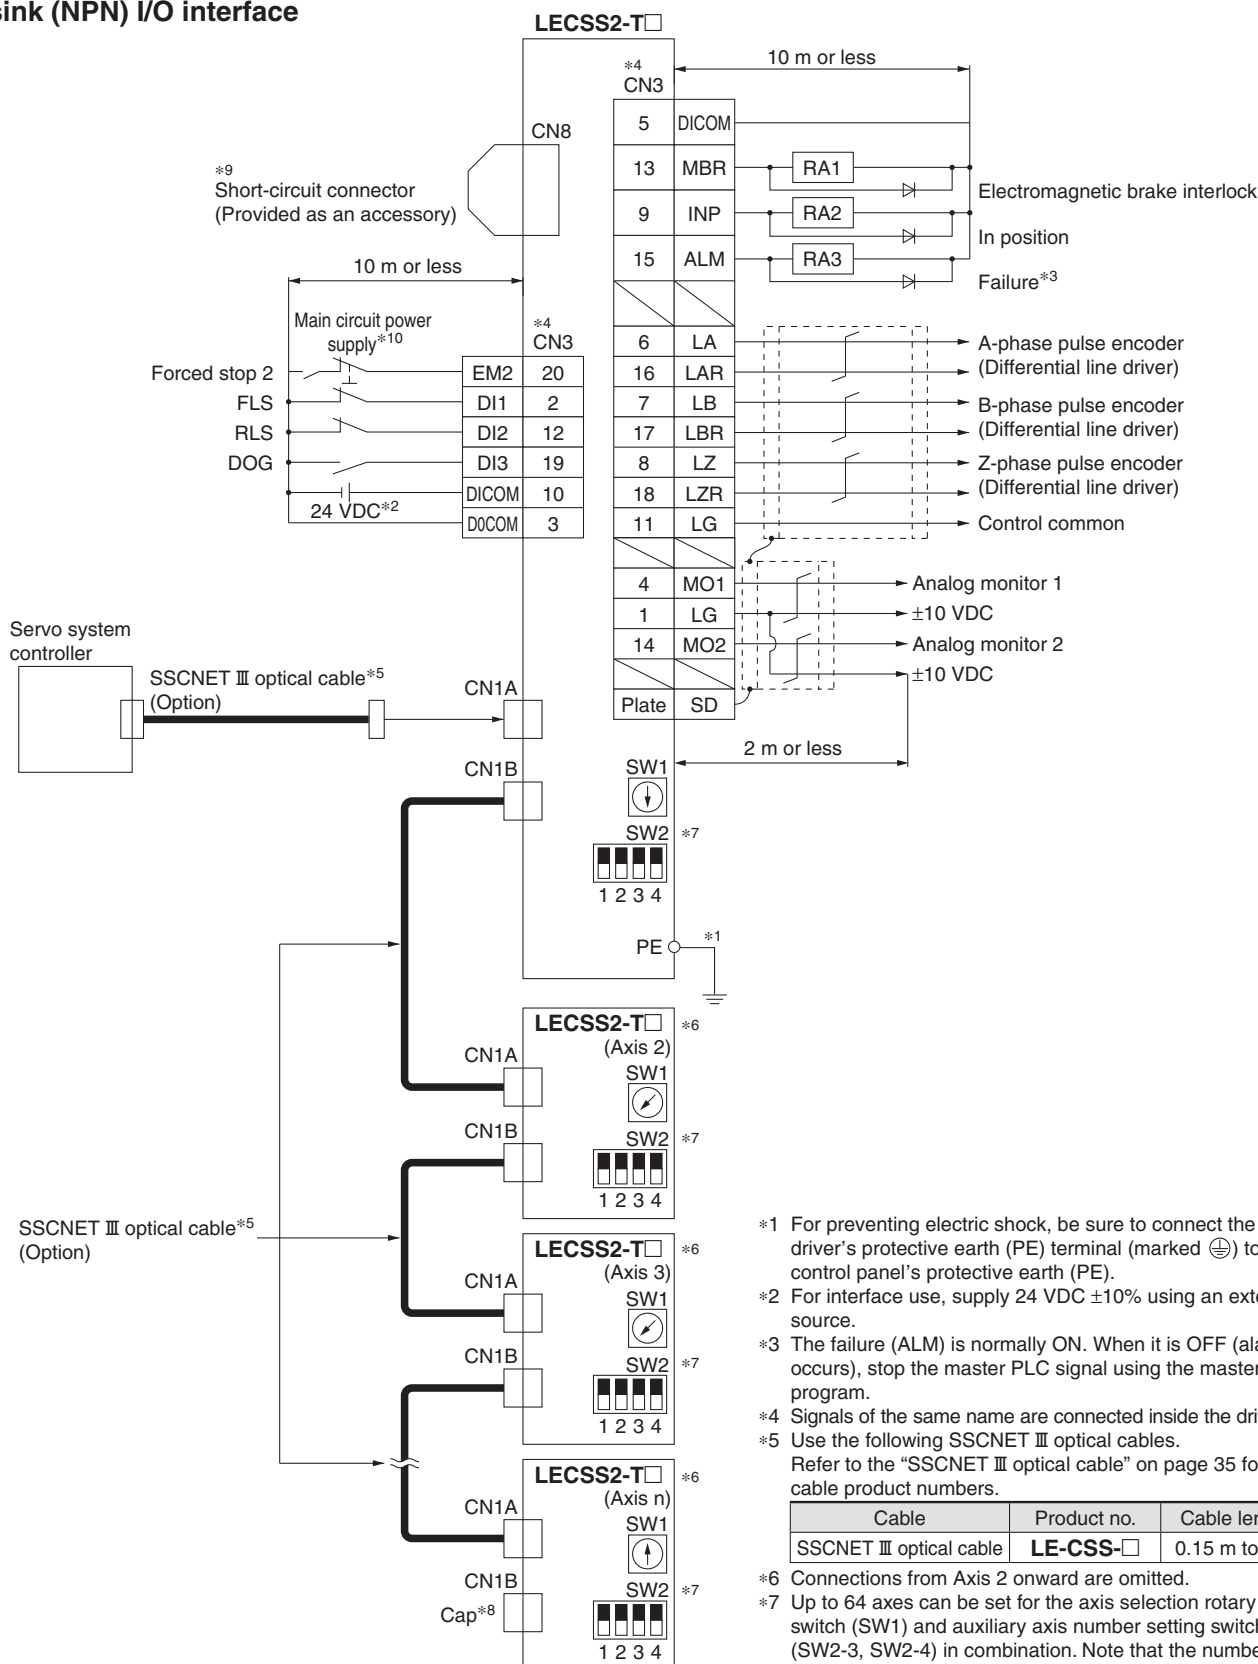 sink (NPN) I/O interface
LECSS2-T□
10 m or less
*4
CN3
5 DICOM
CN8
13 MBR RA1
*9
Short-circuit connector
(Provided as an accessory)
Electromagnetic brake interlock
9 INP RA2
In position
15 ALM RA3
Failure*3
10 m or less
Main circuit power
supply*10
*4
CN3
Forced stop 2 EM2 20
FLS DI1 2
RLS DI2 12
DOG DI3 19
DICOM 10
24 VDC*2
D0COM 3
6 LA
A-phase pulse encoder
16 LAR
(Differential line driver)
7 LB
B-phase pulse encoder
17 LBR
(Differential line driver)
8 LZ
Z-phase pulse encoder
18 LZR
(Differential line driver)
11 LG Control common
4 MO1 Analog monitor 1
1 LG ±10 VDC
14 MO2 Analog monitor 2
±10 VDC
Plate SD
2 m or less
Servo system
controller
SSCNET Ⅲ optical cable*5
(Option)
CN1A
CN1B
SW1
SW2 *7
1 2 3 4
PE *1
LECSS2-T□ *6
(Axis 2)
CN1A
SW1
CN1B
SW2 *7
1 2 3 4
SSCNET Ⅲ optical cable*5
(Option)
LECSS2-T□ *6
(Axis 3)
CN1A
SW1
CN1B
SW2 *7
1 2 3 4
LECSS2-T□ *6
(Axis n)
CN1A
SW1
CN1B
Cap*8
SW2 *7
1 2 3 4
*1 For preventing electric shock, be sure to connect the
driver's protective earth (PE) terminal (marked ⏚) to
control panel's protective earth (PE).
*2 For interface use, supply 24 VDC ±10% using an
source.
*3 The failure (ALM) is normally ON. When it is OFF
occurs), stop the master PLC signal using the master
program.
*4 Signals of the same name are connected inside the
*5 Use the following SSCNET Ⅲ optical cables.
Refer to the “SSCNET Ⅲ optical cable” on page 35
cable product numbers.
Cable Product no. Cable
SSCNET Ⅲ optical cable LE-CSS-□ 0.15 m to
*6 Connections from Axis 2 onward are omitted.
*7 Up to 64 axes can be set for the axis selection rotary
switch (SW1) and auxiliary axis number setting
(SW2-3, SW2-4) in combination. Note that the